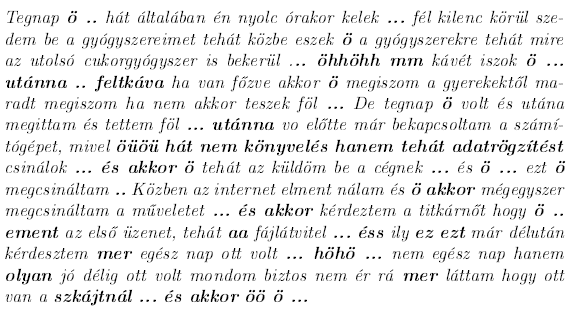 Tegnap ö .. hát általában én nyolc órakor kelek ... fél kilenc körül sze-
dem be a gyógyszereimet tehát közbe eszek ö a gyógyszerekre tehát mire
az utolsó cukorgyógyszer is bekerül ... öhhöhh mm kávét iszok ö ...
utánna .. feltkáva ha van főzve akkor ö megiszom a gyerekektől ma-
radt megiszom ha nem akkor teszek föl ... De tegnap ö volt és utána
megittam és tettem föl ... utánna vo előtte már bekapcsoltam a számí-
tógépet, mivel öüöü hát nem könyvelés hanem tehát adatrögzítést
csinálok ... és akkor ö tehát az küldöm be a cégnek ... és ö ... ezt ö
megcsináltam .. Közben az internet elment nálam és ö akkor mégegyszer
megcsináltam a műveletet ... és akkor kérdeztem a titkárnőt hogy ö ..
ement az első üzenet, tehát aa fájlátvitel ... éss ily ez ezt már délután
kérdesztem mer egész nap ott volt ... höhö ... nem egész nap hanem
olyan jó délig ott volt mondom biztos nem ér rá mer láttam hogy ott
van a szkájtnál ... és akkor öö ö ...